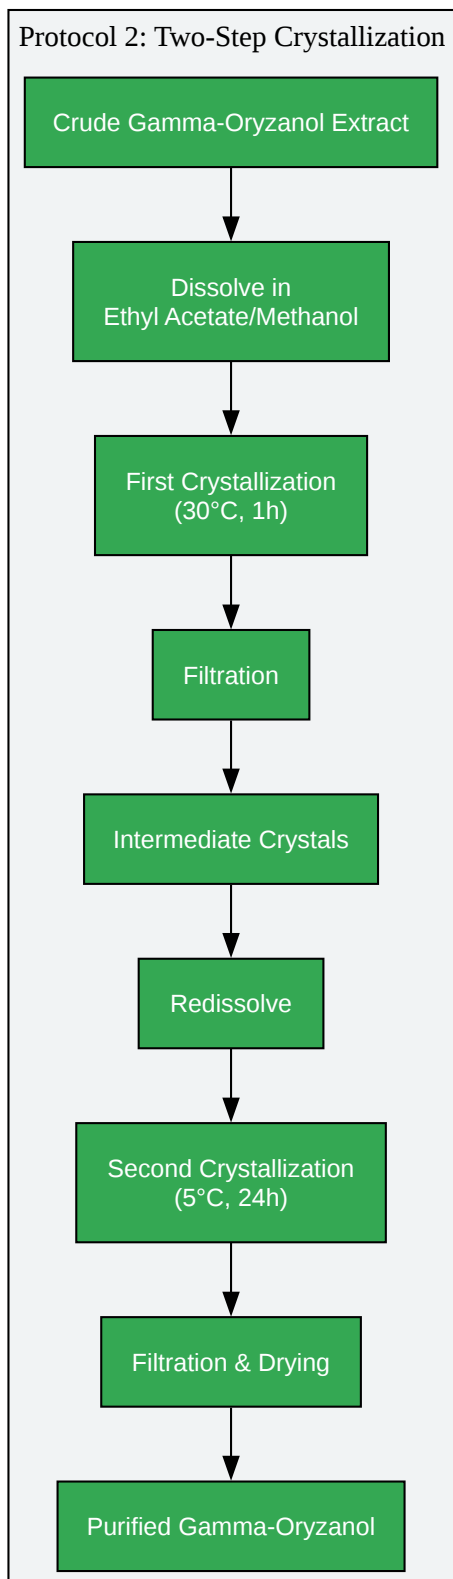 Protocol 2: Two-Step Crystallization
Crude Gamma-Oryzanol Extract
Dissolve in
Ethyl Acetate/Methanol
First Crystallization
(30°C, 1h)
Filtration
Intermediate Crystals
Redissolve
Second Crystallization
(5°C, 24h)
Filtration & Drying
Purified Gamma-Oryzanol